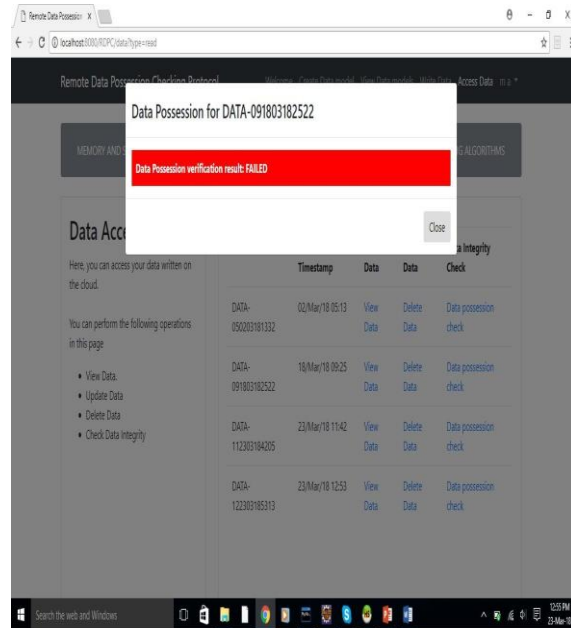 Remote Data Possession
localhost:8080/RDPC/data?type=read
Remote Data Possession Checking Protocol
Welcome Create Data model View Data models Write Data Access Data m a
Data Possession for DATA-091803182522
MEMORY AND
ALGORITHMS
Data Possession verification result: FAILED
Close
Data Acce
Here, you can access your data written on
the cloud.
You can perform the following operations
in this page
View Data.
Update Data
Delete Data
Check Data Integrity
Integrity
Timestamp Data Data Check
DATA- 02/Mar/18 05:13 View Delete Data possession
050203181332 Data Data check
DATA- 18/Mar/18 09:25 View Delete Data possession
091803182522 Data Data check
DATA- 23/Mar/18 11:42 View Delete Data possession
112303184205 Data Data check
DATA- 23/Mar/18 12:53 View Delete Data possession
122303185313 Data Data check
Search the web and Windows
12:55 PM
23-Mar-18